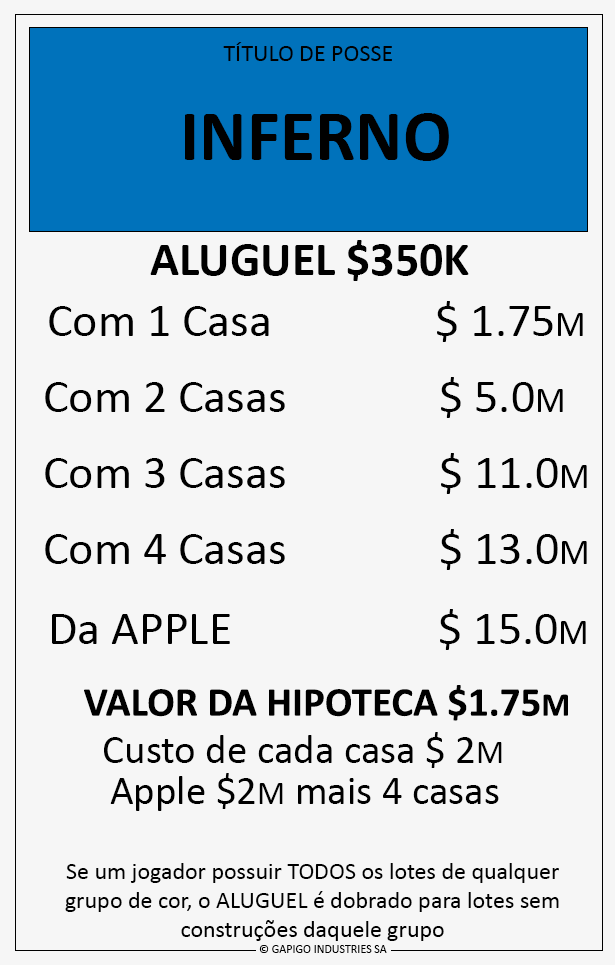 TÍTULO DE POSSE
INFERNO
ALUGUEL $350K
Com 1 Casa $ 1.75M
Com 2 Casas $ 5.0M
Com 3 Casas $ 11.0M
Com 4 Casas $ 13.0M
Da APPLE $ 15.0M
VALOR DA HIPOTECA $1.75M
Custo de cada casa $ 2M
Apple $2M mais 4 casas
Se um jogador possuir TODOS os lotes de qualquer
grupo de cor, o ALUGUEL é dobrado para lotes sem
construções daquele grupo
© GAPIGO INDUSTRIES SA